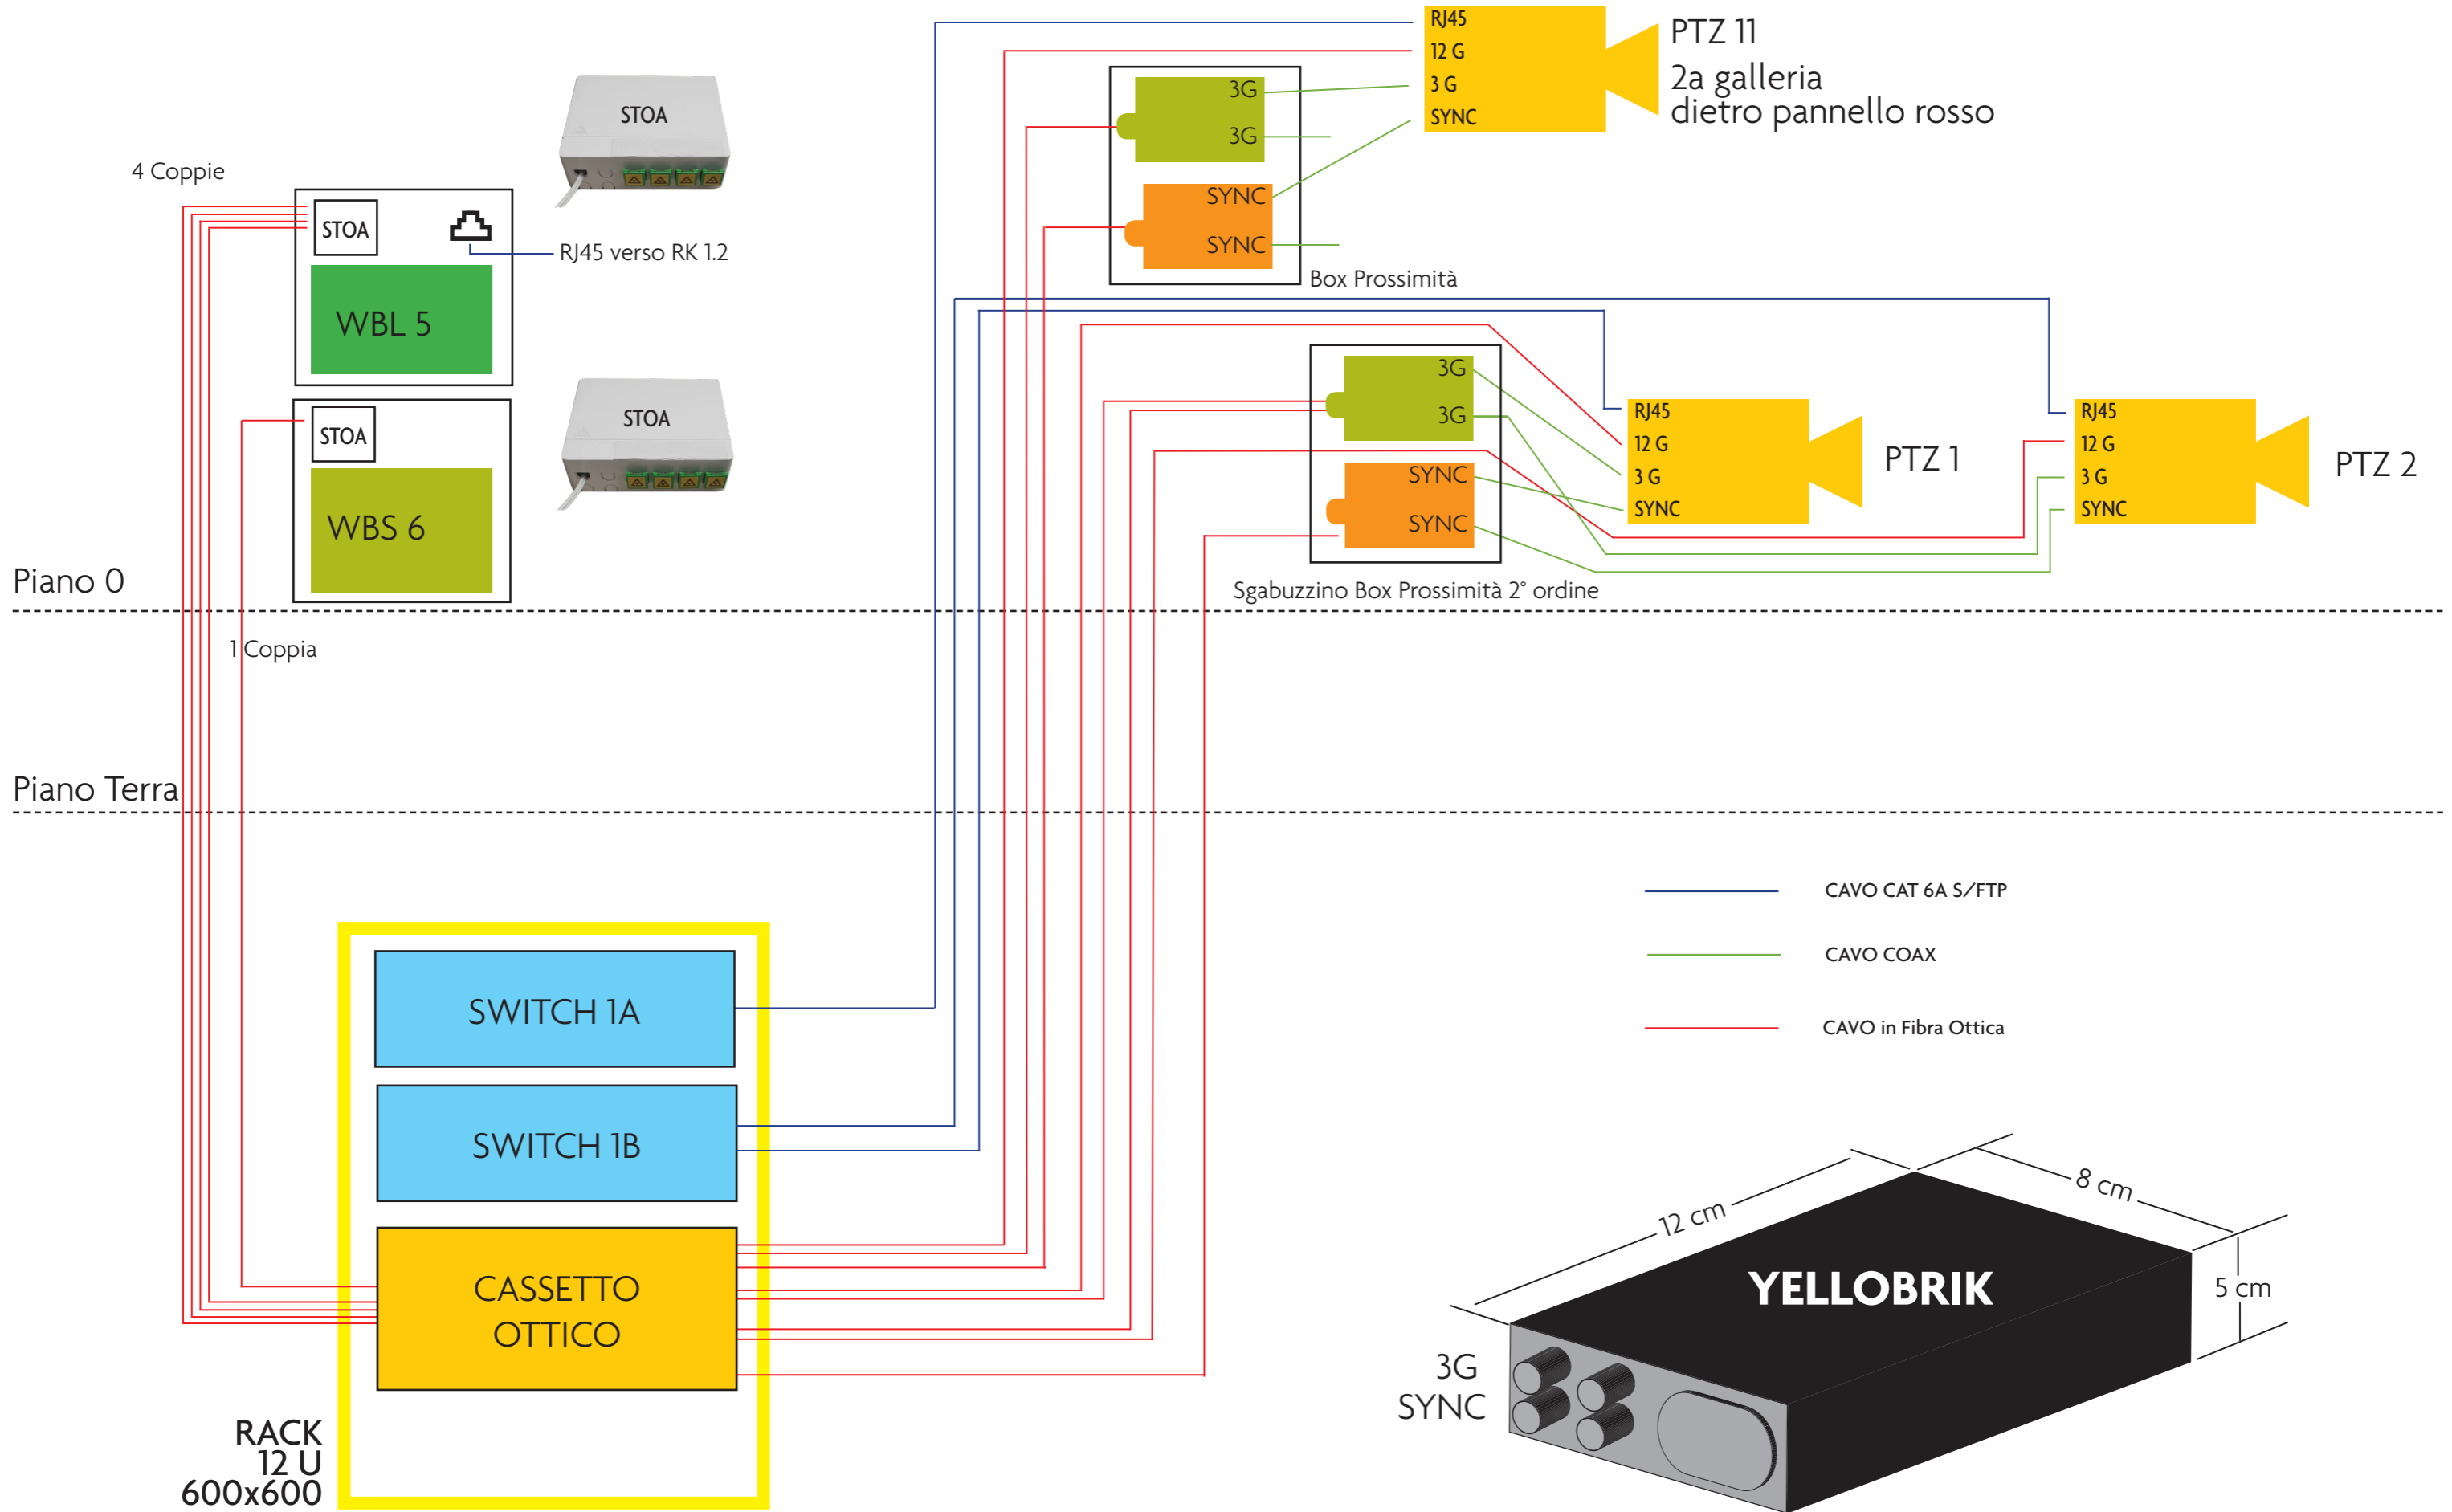 RJ45
12 G
3 G
SYNC
PTZ 11
2a galleria
dietro pannello rosso
3G
3G
SYNC
SYNC
Box Prossimità
STOA
4 Coppie
STOA
RJ45 verso RK 1.2
WBL 5
STOA
STOA
WBS 6
3G
3G
SYNC
SYNC
Sgabuzzino Box Prossimità 2° ordine
RJ45
12 G
3 G
SYNC
PTZ 1
RJ45
12 G
3 G
SYNC
PTZ 2
Piano 0
1 Coppia
Piano Terra
CAVO CAT 6A S/FTP
CAVO COAX
CAVO in Fibra Ottica
SWITCH 1A
SWITCH 1B
CASSETTO
OTTICO
RACK
12 U
600x600
12 cm
8 cm
5 cm
YELLOBRIK
3G
SYNC